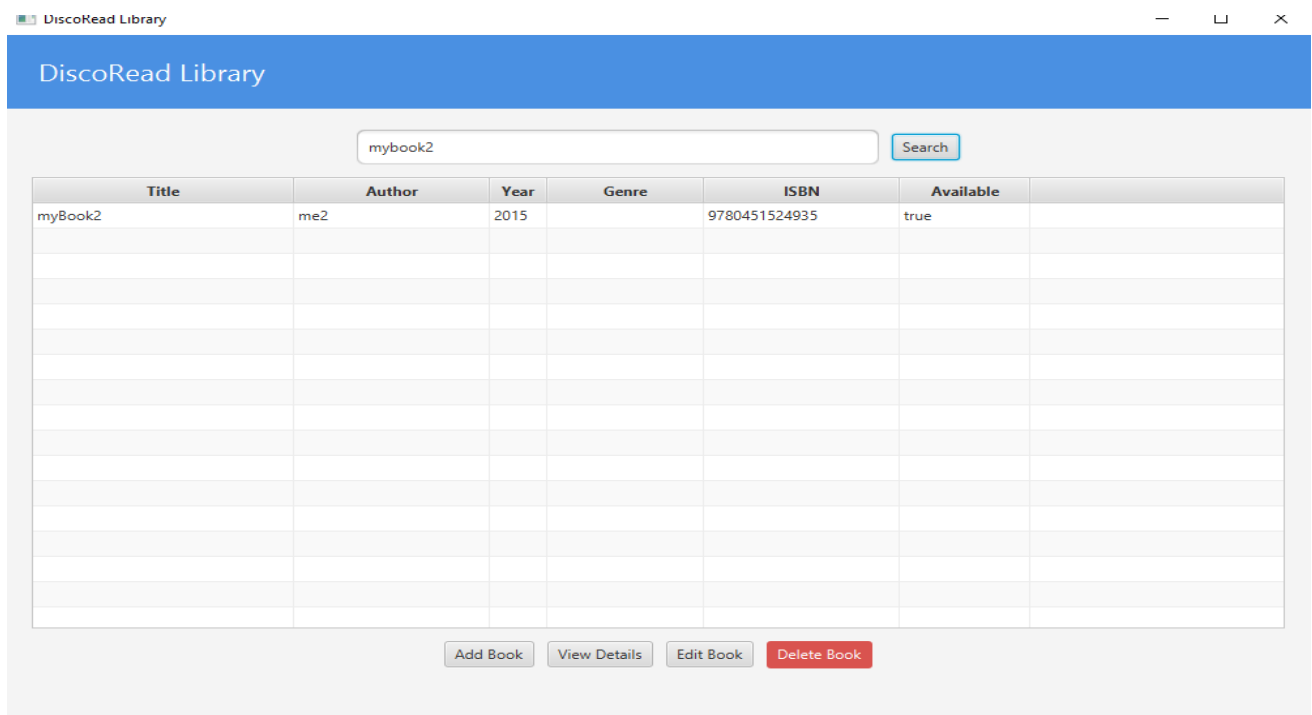 DiscoRead Library
DiscoRead Library
mybook2 Search
Title Author Year Genre ISBN Available
myBook2 me2 2015 9780451524935 true
Add Book View Details Edit Book Delete Book